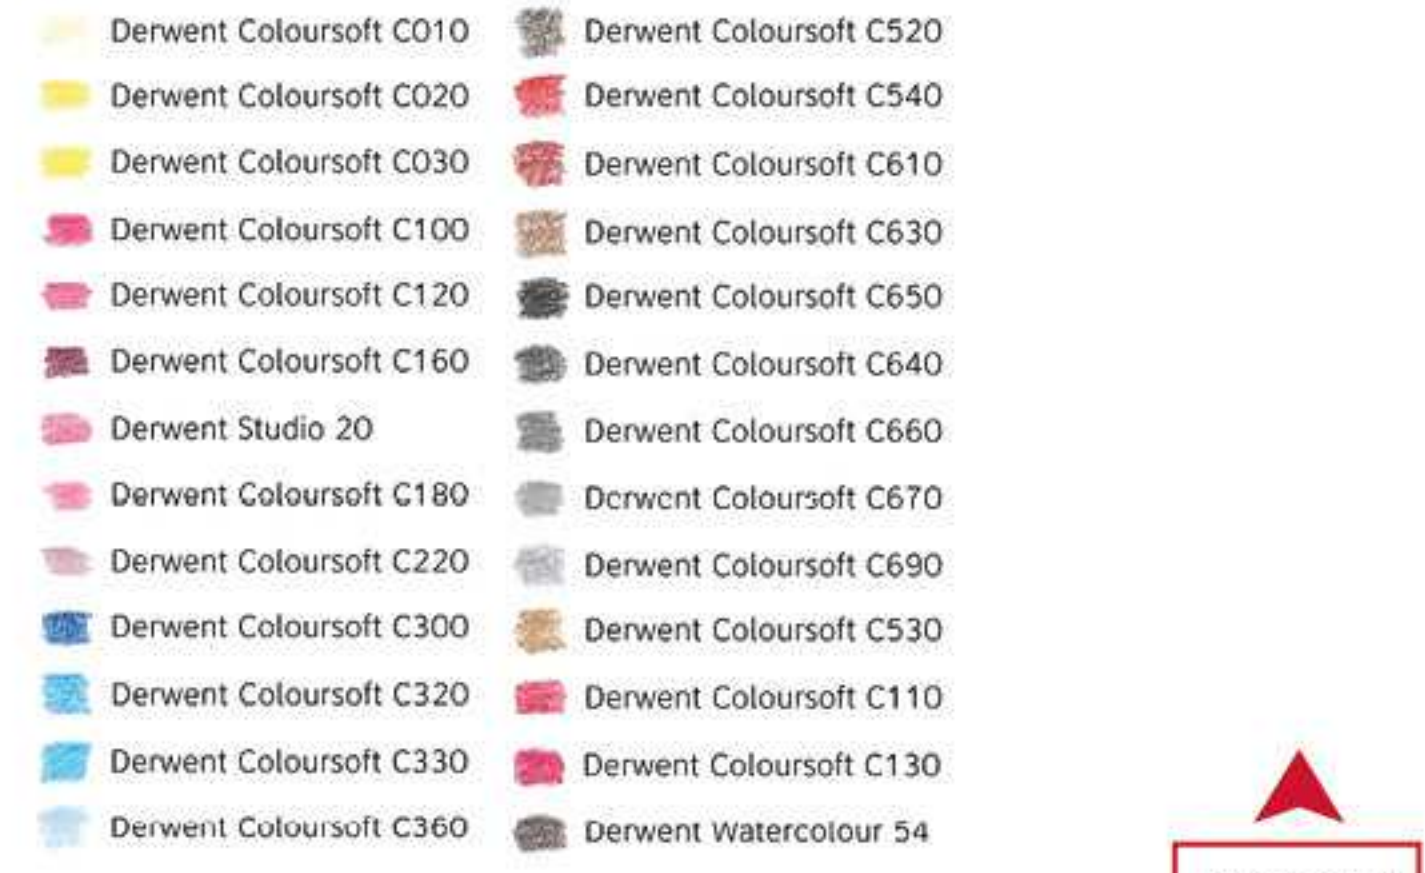 Derwent Coloursoft C010
Derwent Coloursoft C020
Derwent Coloursoft C030
Derwent Coloursoft C100
Derwent Coloursoft C120
Derwent Coloursoft C160
Derwent Studio 20
Derwent Coloursoft C180
Derwent Coloursoft C220
Derwent Coloursoft C300
Derwent Coloursoft C320
Derwent Coloursoft C330
Derwent Coloursoft C360
Derwent Coloursoft C520
Derwent Coloursoft C540
Derwent Coloursoft C610
Derwent Coloursoft C630
Derwent Coloursoft C650
Derwent Coloursoft C640
Derwent Coloursoft C660
Derwent Coloursoft C670
Derwent Coloursoft C690
Derwent Coloursoft C530
Derwent Coloursoft C110
Derwent Coloursoft C130
Derwent Watercolour 54